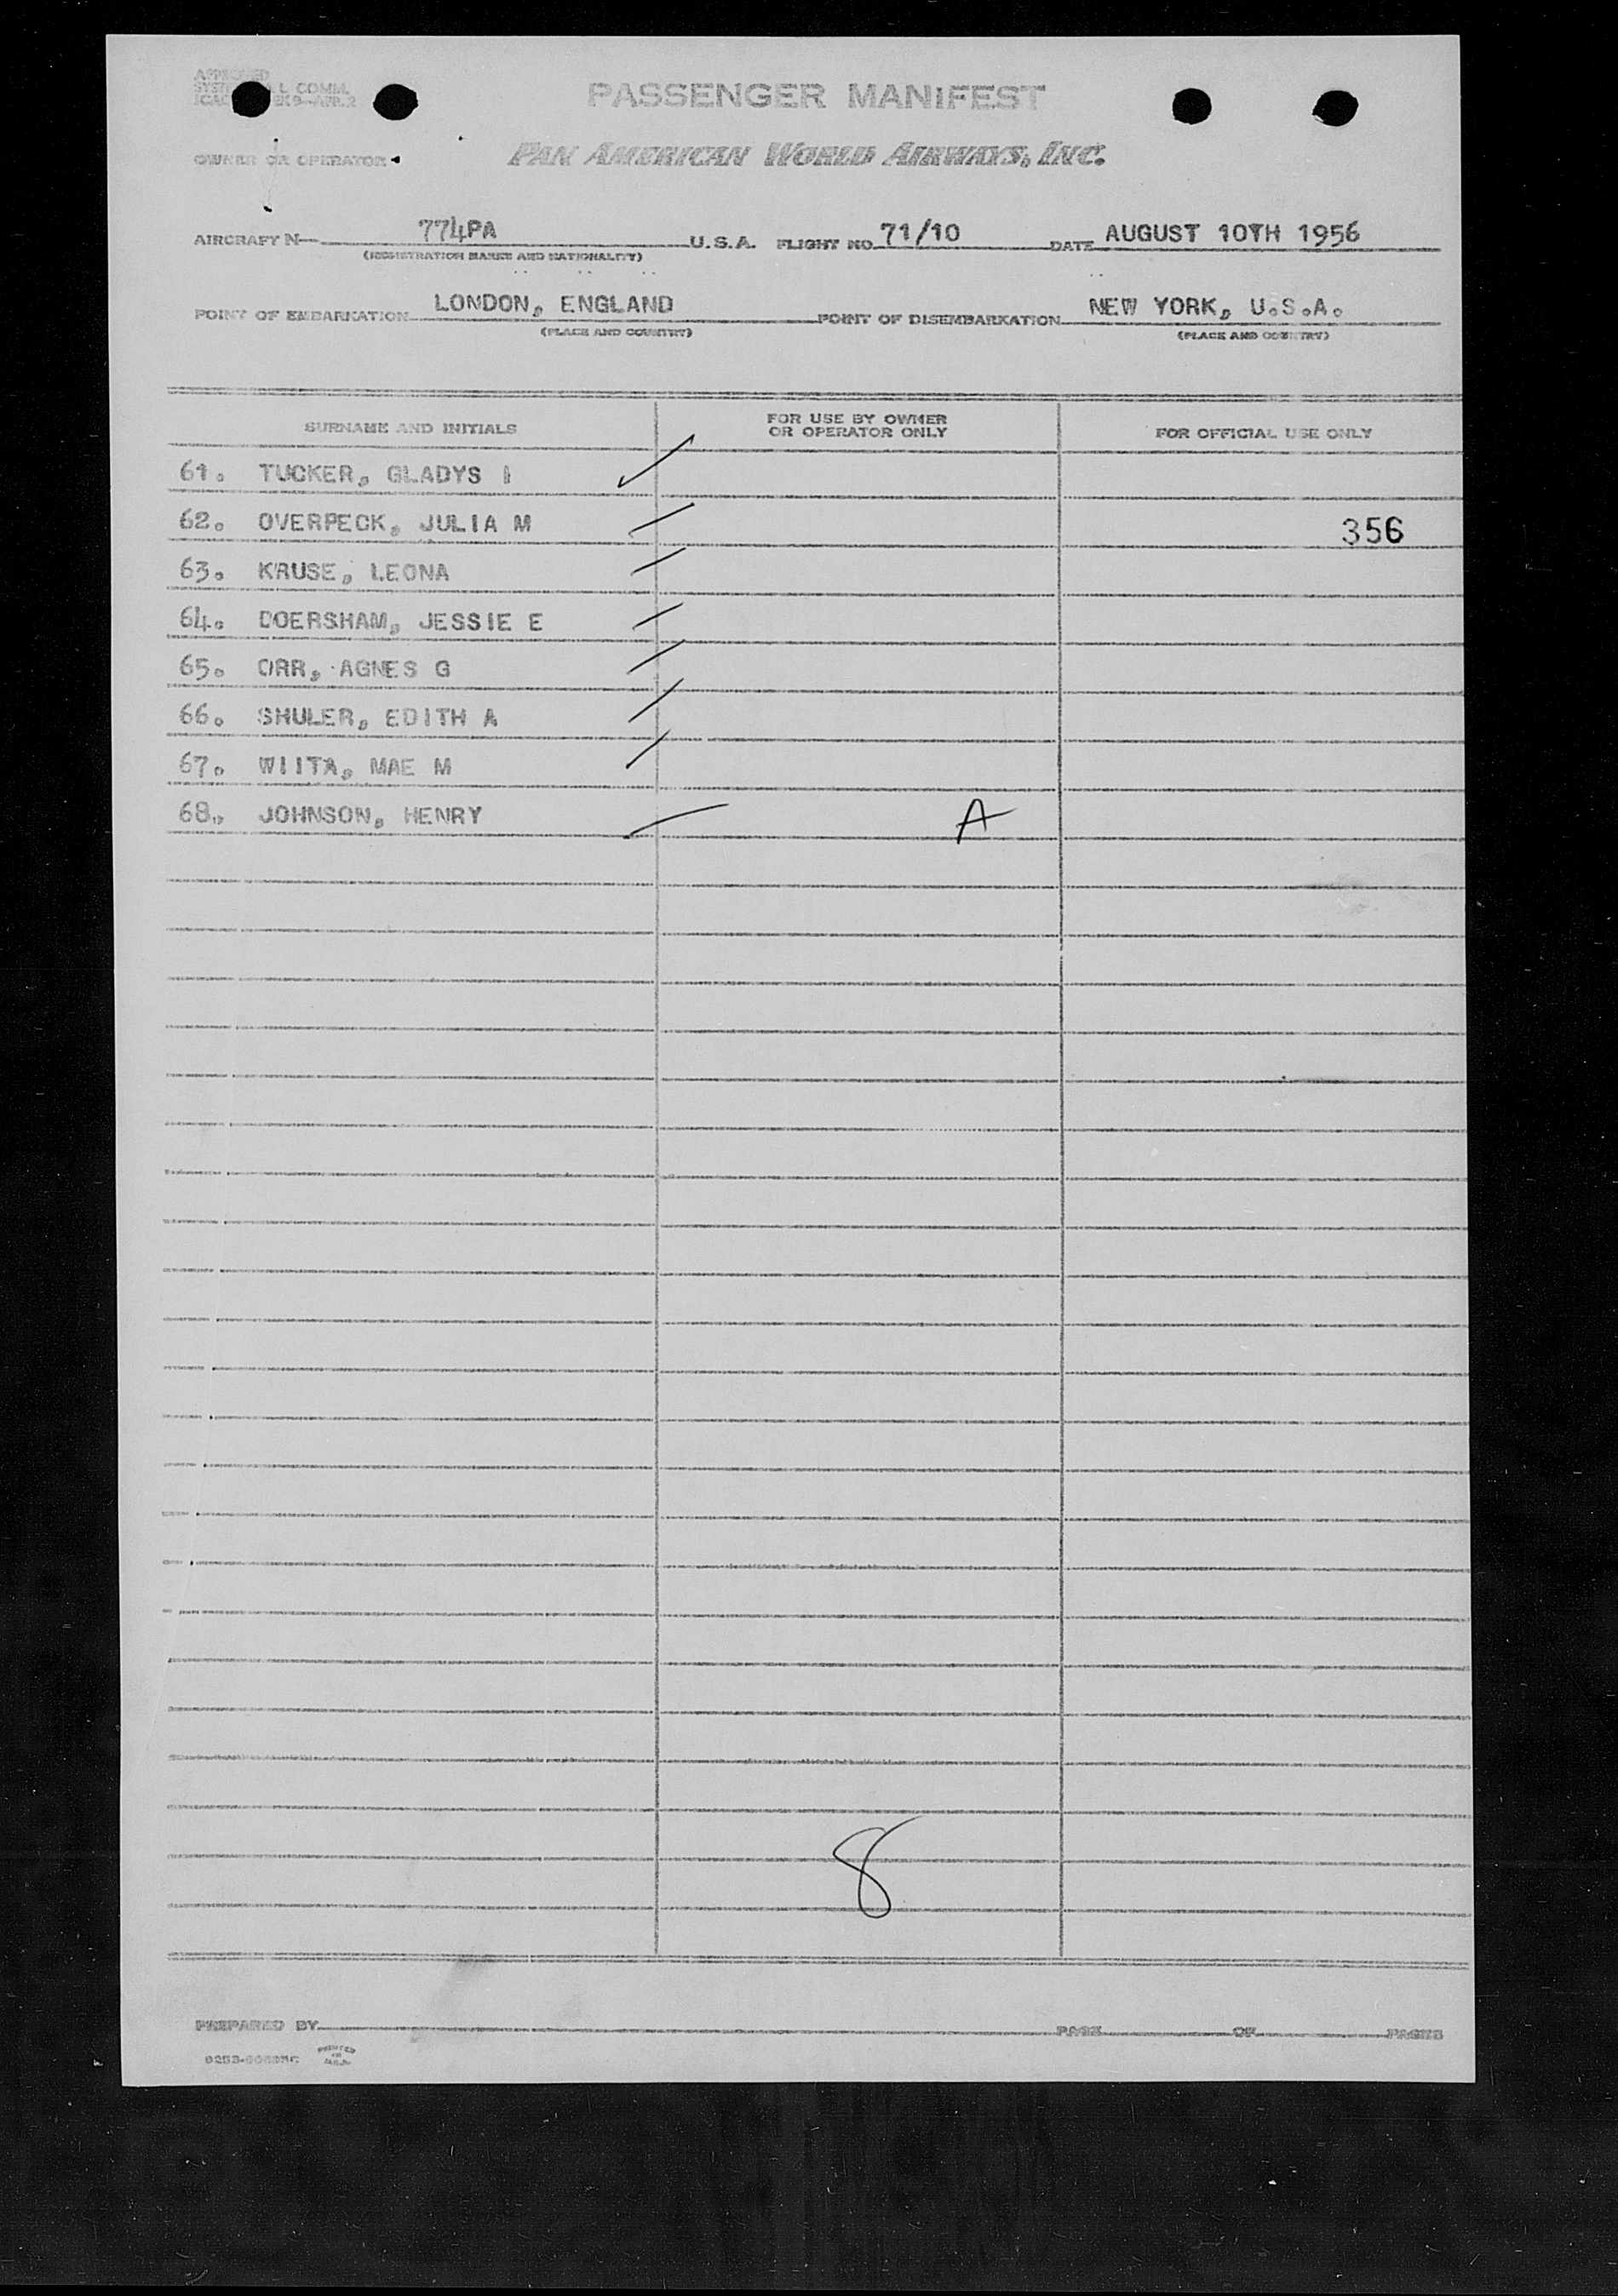 APPROVED
PASSENGER MANIFEST
OWNER OR OPERATOR
PAN AMERICAN WORLD AIRWAYS, INC.
AIRCRAFT N— 774PA U.S.A. FLIGHT NO. 71/10 DATE AUGUST 10TH 1956
(REGISTRATION MARKS AND NATIONALITY)
POINT OF EMBARKATION LONDON, ENGLAND POINT OF DISEMBARKATION NEW YORK, U.S.A.
(PLACE AND COUNTRY) (PLACE AND COUNTRY)
SURNAME AND INITIALS FOR USE BY OWNER OR OPERATOR ONLY FOR OFFICIAL USE ONLY
61. TUCKER, GLADYS I
62. OVERPECK, JULIA M 356
63. KRUSE, LEONA
64. DOERSHAM, JESSIE E
65. ORR, AGNES G
66. SHULER, EDITH A
67. WIITA, MAE M
68. JOHNSON, HENRY A
8
PREPARED BY PAGE OF PAGES
PRINTED
IN
U.S.A.